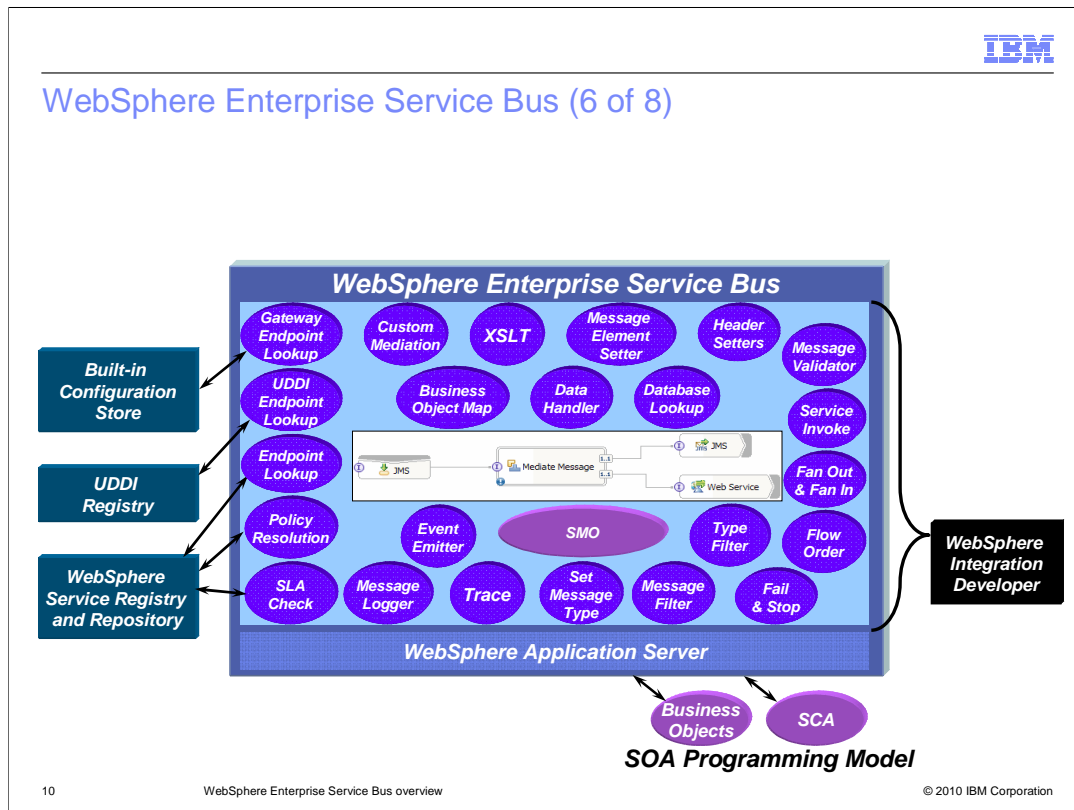 IBM
WebSphere Enterprise Service Bus (6 of 8)
WebSphere Enterprise Service Bus
Gateway
Endpoint
Lookup
Custom
Mediation
XSLT
Message
Element
Setter
Header
Setters
Message
Validator
Built-in
Configuration
Store
UDDI
Endpoint
Lookup
Business
Object Map
Data
Handler
Database
Lookup
Service
Invoke
Endpoint
Lookup
JMS
Mediate Message
1..1
1..1
JMS
Web Service
Fan Out
& Fan In
UDDI
Registry
Policy
Resolution
Event
Emitter
SMO
Type
Filter
Flow
Order
WebSphere
Integration
Developer
WebSphere
Service Registry
and Repository
SLA
Check
Message
Logger
Trace
Set
Message
Type
Message
Filter
Fail
& Stop
WebSphere Application Server
Business
Objects
SCA
SOA Programming Model
10
WebSphere Enterprise Service Bus overview
© 2010 IBM Corporation